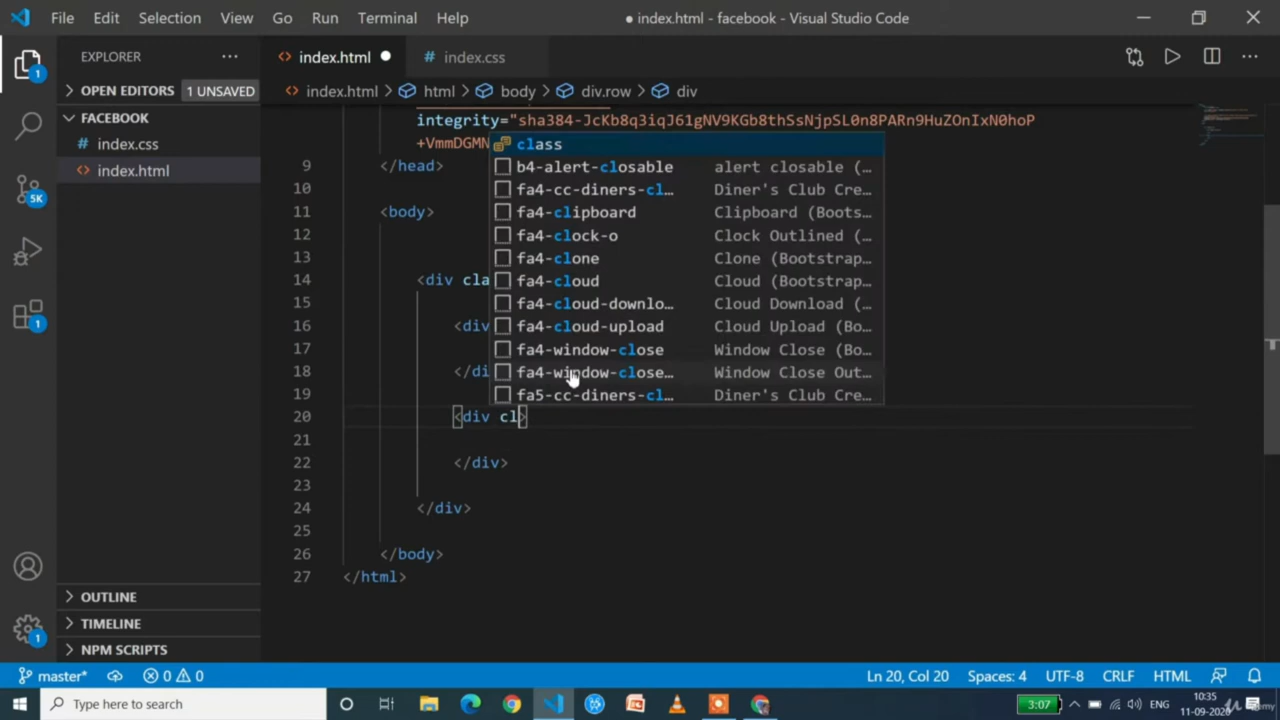 File Edit Selection View Go Run Terminal Help ● index.html - facebook - Visual Studio Code
EXPLORER ···
index.html ●
# index.css
OPEN EDITORS 1 UNSAVED
index.html > html > body > div.row > div
FACEBOOK
# index.css
<> index.html
OUTLINE
TIMELINE
NPM SCRIPTS
1
5K
1
1
integrity="sha384-JcKb8q3iqJ61gNV9KGb8thSsNjpSL0n8PARn9HuZOnIxN0hoP
+VmmDGMN
9 </head>
10
11 <body>
12
13
14 <div cla
15
16 <div
17
18 </di
19
20 <div cl>
21
22 </div>
23
24 </div>
25
26 </body>
27 </html>
class
b4-alert-closable alert closable (…
fa4-cc-diners-cl… Diner's Club Cre…
fa4-clipboard Clipboard (Boots…
fa4-clock-o Clock Outlined (…
fa4-clone Clone (Bootstrap…
fa4-cloud Cloud (Bootstrap…
fa4-cloud-downlo… Cloud Download (…
fa4-cloud-upload Cloud Upload (Bo…
fa4-window-close Window Close (Bo…
fa4-window-close… Window Close Out…
fa5-cc-diners-cl… Diner's Club Cre…
master* 0 0 Ln 20, Col 20 Spaces: 4 UTF-8 CRLF HTML
Type here to search
3:07
ENG
10:35
11-09-2020